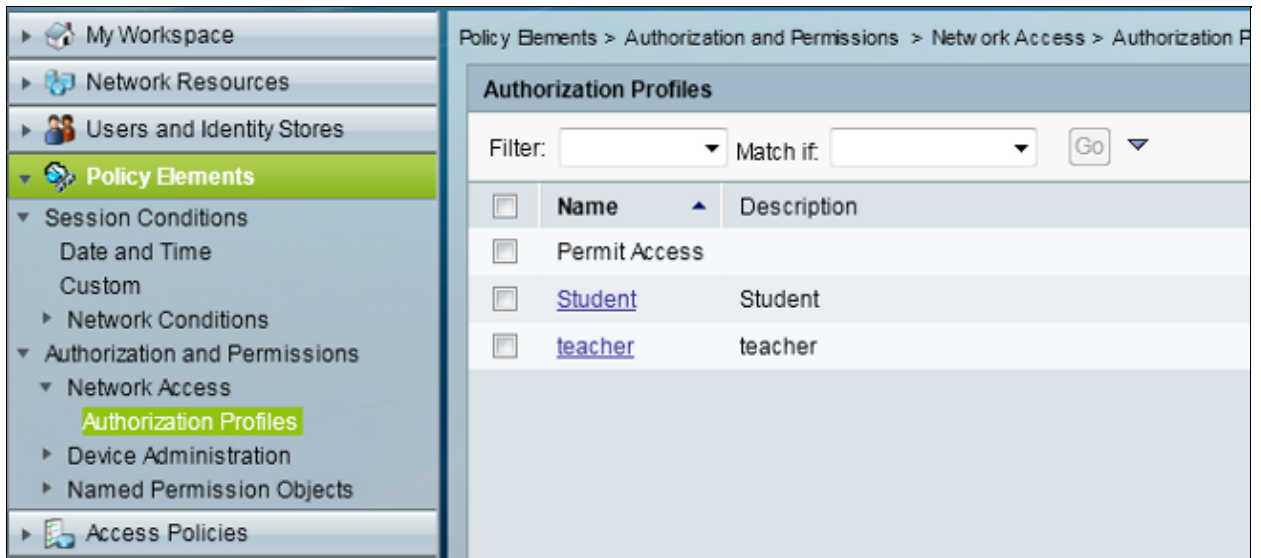 My Workspace
Network Resources
Users and Identity Stores
Policy Elements
Session Conditions
Date and Time
Custom
Network Conditions
Authorization and Permissions
Network Access
Authorization Profiles
Device Administration
Named Permission Objects
Access Policies
Policy Elements > Authorization and Permissions > Network Access > Authorization P
Authorization Profiles
Filter: Match if: Go
Name Description
Permit Access
Student Student
teacher teacher